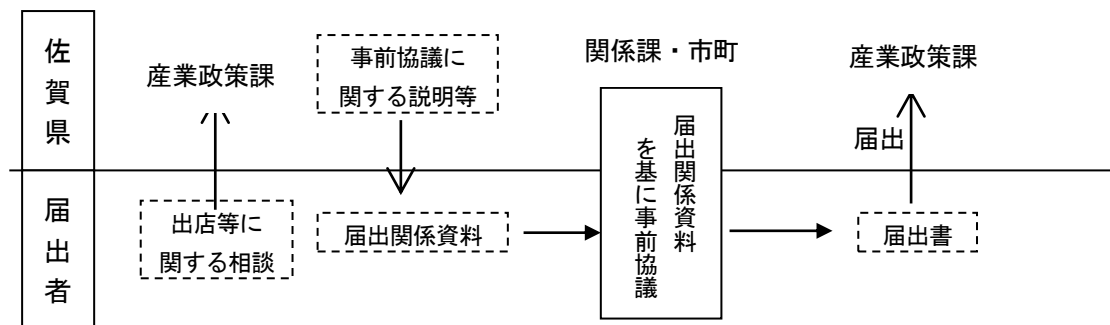 佐賀県
産業政策課
事前協議に
関する説明等
関係課・市町
産業政策課
届出
届出関係資料
を基に事前協議
届出者
出店等に
関する相談
届出関係資料
届出書